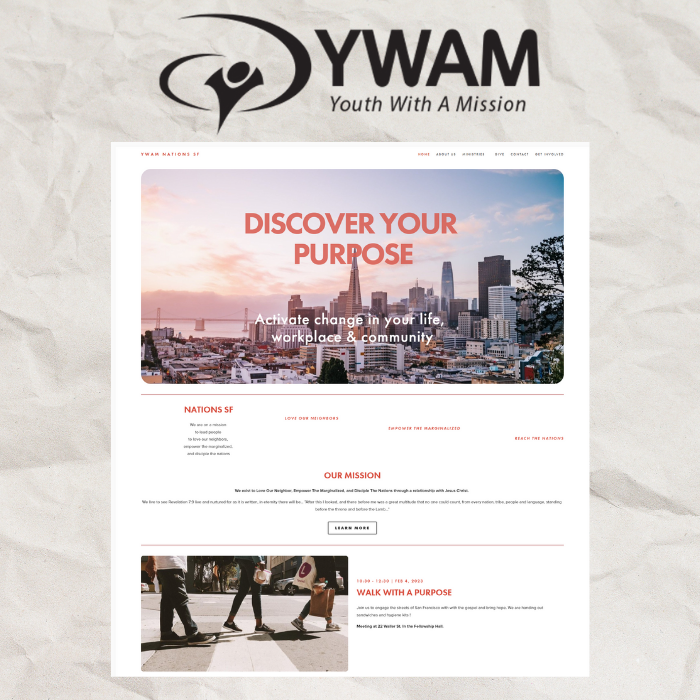 YWAM
Youth With A Mission
YWAM NATIONS SF
HOME ABOUT US MINISTRIES GIVE CONTACT GET INVOLVED
DISCOVER YOUR
PURPOSE
Activate change in your life,
workplace & community
NATIONS SF
We are on a mission
to lead people
to love our neighbors,
empower the marginalized,
and disciple the nations
LOVE OUR NEIGHBORS
EMPOWER THE MARGINALIZED
REACH THE NATIONS
OUR MISSION
We exist to Love Our Neighbor, Empower The Marginalized, and Disciple The Nations through a relationship with Jesus Christ.
We live to see Revelation 7:9 live and nurtured for as it is written, in eternity there will be... "After this I looked, and there before me was a great multitude that no one could count, from every nation, tribe, people and language, standing
before the throne and before the Lamb..."
LEARN MORE
WALK WITH A PURPOSE
Join us to engage the streets of San Francisco with with the gospel and bring hope. We are handing out
sandwiches and hygiene kits !
Meeting at 22 Waller St. in the Fellowship Hall.